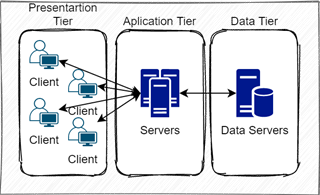 Presentartion
Tier
Aplication Tier
Data Tier
Client
Client
Client
Client
Servers
Data Servers